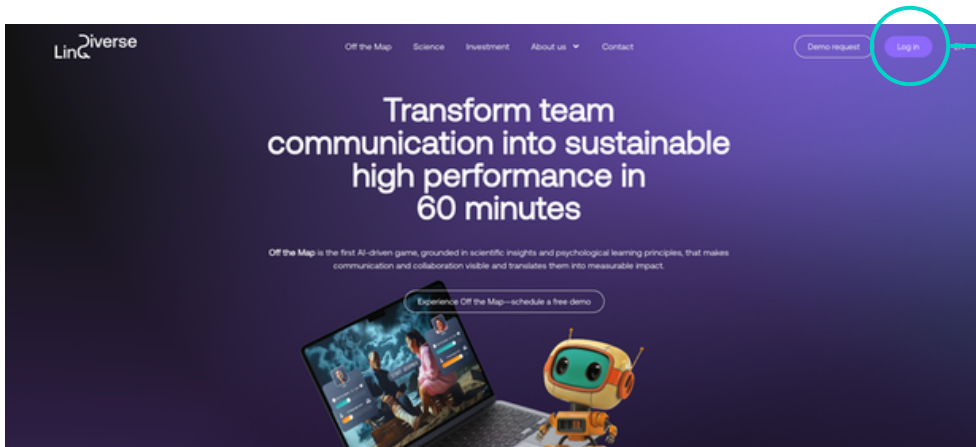 LinQDiverse
Off the Map Science Investment About us Contact Demo request Log in EN
Transform team
communication into sustainable
high performance in
60 minutes
Off the Map is the first AI-driven game, grounded in scientific insights and psychological learning principles, that makes
communication and collaboration visible and translates them into measurable impact.
Experience Off the Map—schedule a free demo